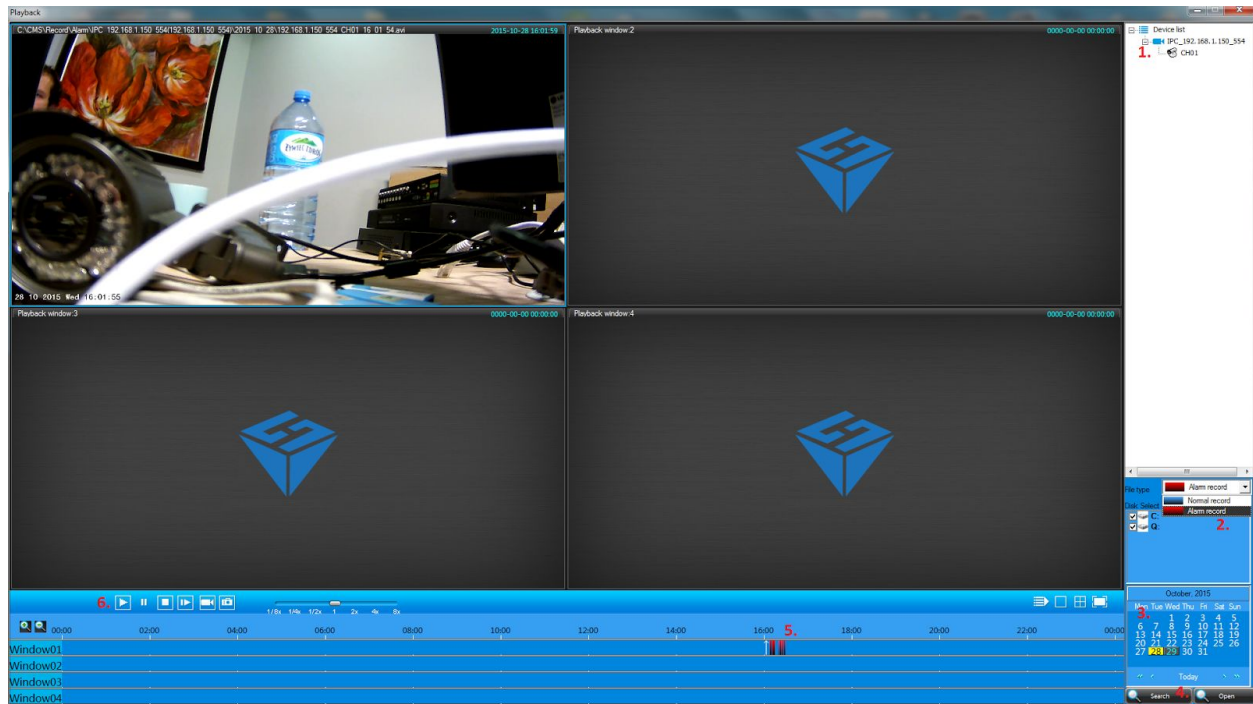 Playback
C:\CMS\Record\Alarm\IPC_192.168.1.150_554(192.168.1.150_554)\2015_10_28\192.168.1.150_554_CH01_16_01_54.avi 2015-10-28 16:01:59
28 10 2015 Wed 16:01:55
Playback window:2 0000-00-00 00:00:00
Playback window:3 0000-00-00 00:00:00
Playback window:4 0000-00-00 00:00:00
Device list
IPC_192.168.1.150_554
1. CH01
File type Alarm record
Normal record
Alarm record
Disk Select
2.
C:
Q:
October, 2015
Mon Tue Wed Thu Fri Sat Sun
3.
1 2 3 4 5
6 7 8 9 10 11 12
13 14 15 16 17 18 19
20 21 22 23 24 25 26
27 28 29 30 31
Today
Search 4. Open
6.
1/8x 1/4x 1/2x 1 2x 4x 8x
5.
00:00 02:00 04:00 06:00 08:00 10:00 12:00 14:00 16:00 18:00 20:00 22:00 00:00
Window01
Window02
Window03
Window04